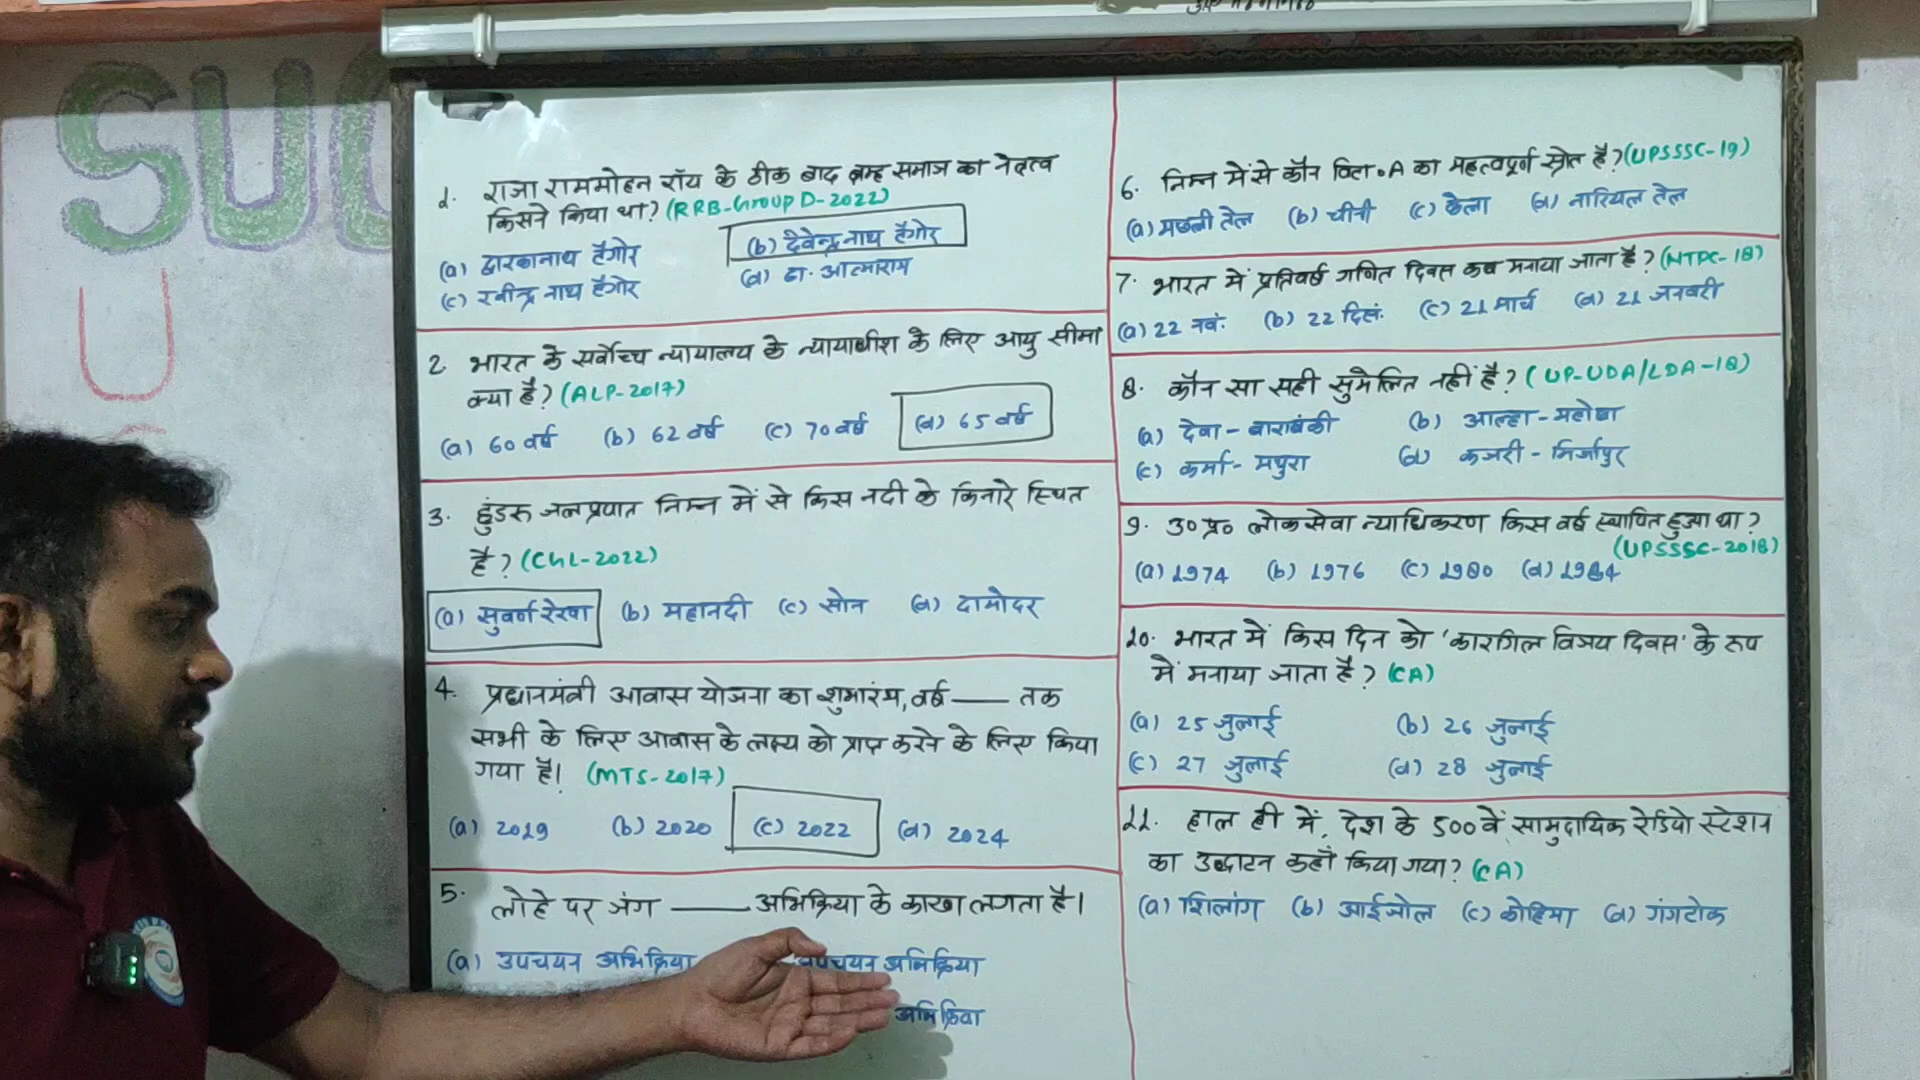 SUC
1. राजा राममोहन रॉय के ठीक बाद ब्रम्ह समाज का नेतृत्व
किसने किया था? (RRB-Group D-2022)
(a) द्वारकानाथ टैगोर (b) देवेन्द्रनाथ टैगोर
(c) रवीन्द्र नाथ टैगोर (d) डा. आत्माराम
2. भारत के सर्वोच्च न्यायालय के न्यायाधीश के लिए आयु सीमा
क्या है? (ALP-2017)
(a) 60 वर्ष (b) 62 वर्ष (c) 70 वर्ष (d) 65 वर्ष
3. हुंडरू जलप्रपात निम्न में से किस नदी के किनारे स्थित
है? (CGL-2022)
(a) सुवर्ण रेखा (b) महानदी (c) सोन (d) दामोदर
4. प्रधानमंत्री आवास योजना का शुभारंभ, वर्ष —— तक
सभी के लिए आवास के लक्ष्य को प्राप्त करने के लिए किया
गया है। (MTS-2017)
(a) 2019 (b) 2020 (c) 2022 (d) 2024
5. लोहे पर जंग —— अभिक्रिया के कारण लगता है।
(a) उपचयन अभिक्रिया अपचयन अभिक्रिया
अभिक्रिया
6. निम्न में से कौन विटा.A का महत्वपूर्ण स्रोत है? (UPSSSC-19)
(a) मछली तेल (b) चीनी (c) केला (d) नारियल तेल
7. भारत में प्रतिवर्ष गणित दिवस कब मनाया जाता है? (NTPC-18)
(a) 22 नवं. (b) 22 दिसं. (c) 21 मार्च (d) 21 जनवरी
8. कौन सा सही सुमेलित नहीं है? (UP-UDA/LDA-18)
(a) देवा - बाराबंकी (b) आल्हा - महोबा
(c) कर्मा - मथुरा (d) कजरी - मिर्जापुर
9. उ०प्र० लोकसेवा न्याधिकरण किस वर्ष स्थापित हुआ था?
(UPSSSC-2018)
(a) 1974 (b) 1976 (c) 1980 (d) 1984
10. भारत में किस दिन को 'कारगिल विजय दिवस' के रूप
में मनाया जाता है? (CA)
(a) 25 जुलाई (b) 26 जुलाई
(c) 27 जुलाई (d) 28 जुलाई
11. हाल ही में, देश के 500वें सामुदायिक रेडियो स्टेशन
का उद्घाटन कहाँ किया गया? (CA)
(a) शिलांग (b) आईजोल (c) कोहिमा (d) गंगटोक